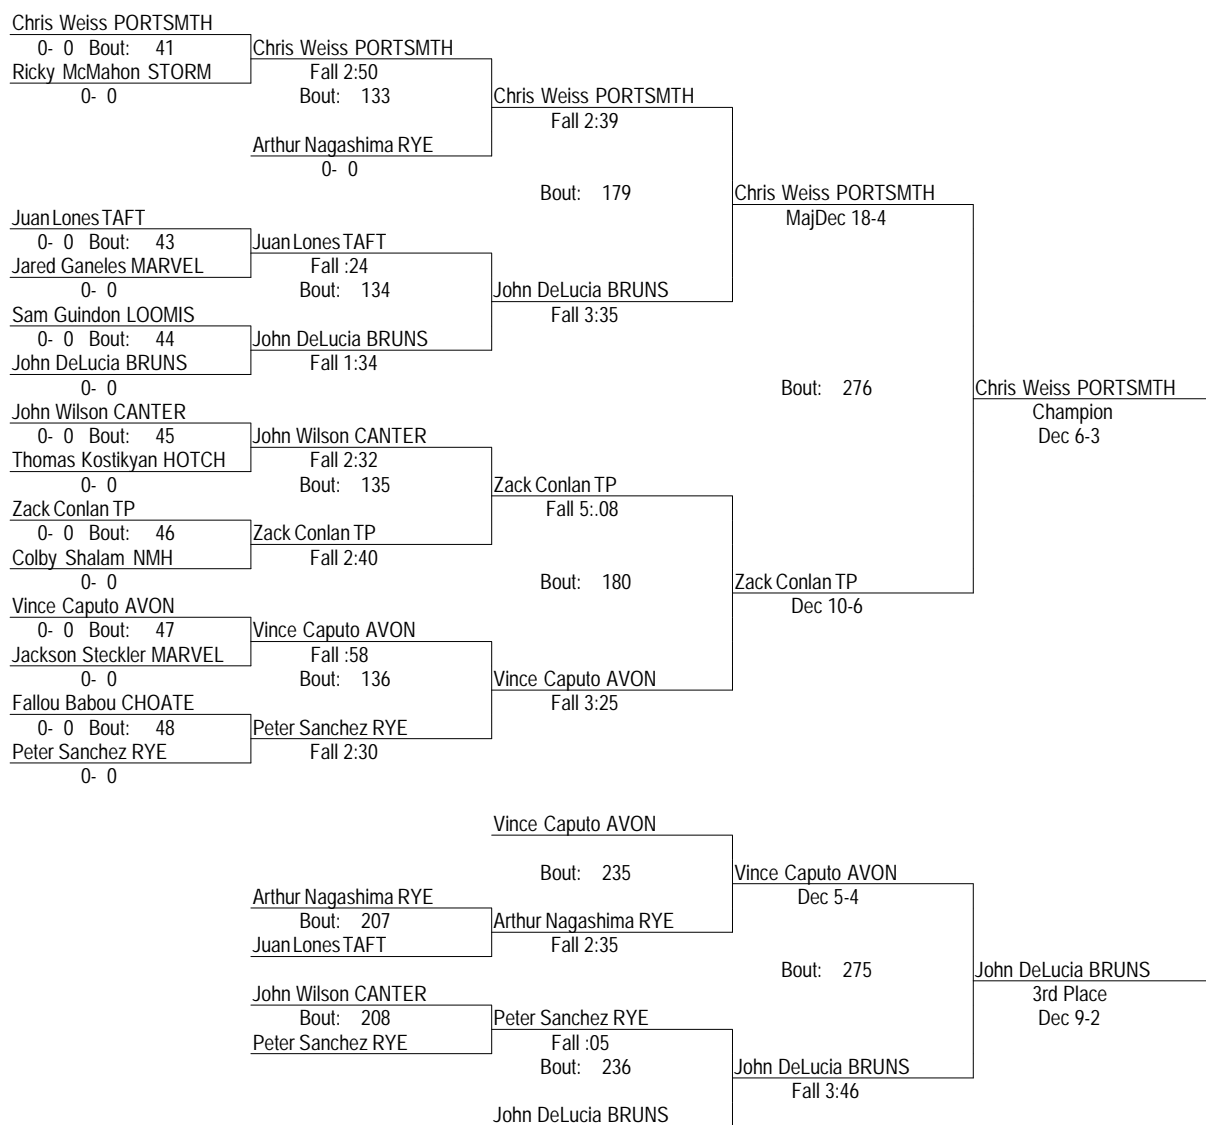 Chris Weiss PORTSMTH
0- 0 Bout: 41
Chris Weiss PORTSMTH
Ricky McMahon STORM
Fall 2:50
0- 0
Bout: 133
Chris Weiss PORTSMTH
Fall 2:39
Arthur Nagashima RYE
0- 0
Bout: 179
Chris Weiss PORTSMTH
Juan Lones TAFT
MajDec 18-4
0- 0 Bout: 43
Juan Lones TAFT
Jared Ganeles MARVEL
Fall :24
0- 0
Bout: 134
John DeLucia BRUNS
Sam Guindon LOOMIS
Fall 3:35
0- 0 Bout: 44
John DeLucia BRUNS
John DeLucia BRUNS
Fall 1:34
0- 0
Bout: 276
Chris Weiss PORTSMTH
John Wilson CANTER
Champion
0- 0 Bout: 45
John Wilson CANTER
Dec 6-3
Thomas Kostikyan HOTCH
Fall 2:32
0- 0
Bout: 135
Zack Conlan TP
Zack Conlan TP
Fall 5:.08
0- 0 Bout: 46
Zack Conlan TP
Colby Shalam NMH
Fall 2:40
0- 0
Bout: 180
Zack Conlan TP
Vince Caputo AVON
Dec 10-6
0- 0 Bout: 47
Vince Caputo AVON
Jackson Steckler MARVEL
Fall :58
0- 0
Bout: 136
Vince Caputo AVON
Fallou Babou CHOATE
Fall 3:25
0- 0 Bout: 48
Peter Sanchez RYE
Peter Sanchez RYE
Fall 2:30
0- 0
Vince Caputo AVON
Bout: 235
Vince Caputo AVON
Arthur Nagashima RYE
Dec 5-4
Bout: 207
Arthur Nagashima RYE
Juan Lones TAFT
Fall 2:35
Bout: 275
John DeLucia BRUNS
John Wilson CANTER
3rd Place
Bout: 208
Peter Sanchez RYE
Dec 9-2
Peter Sanchez RYE
Fall :05
Bout: 236
John DeLucia BRUNS
Fall 3:46
John DeLucia BRUNS